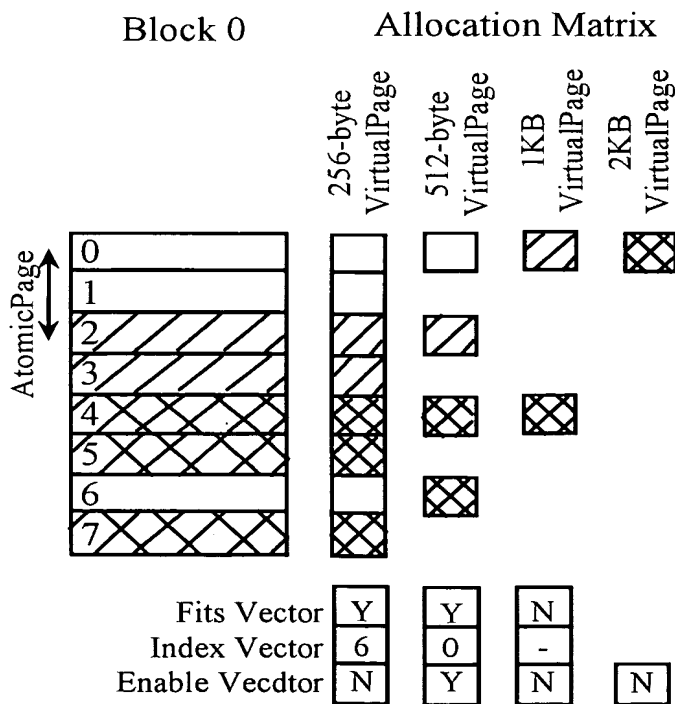 Block 0
Allocation Matrix
256-byte
VirtualPage
512-byte
VirtualPage
1KB
VirtualPage
2KB
VirtualPage
AtomicPage
0
1
2
3
4
5
6
7
Fits Vector Y Y N
Index Vector 6 0 -
Enable Vecdtor N Y N N